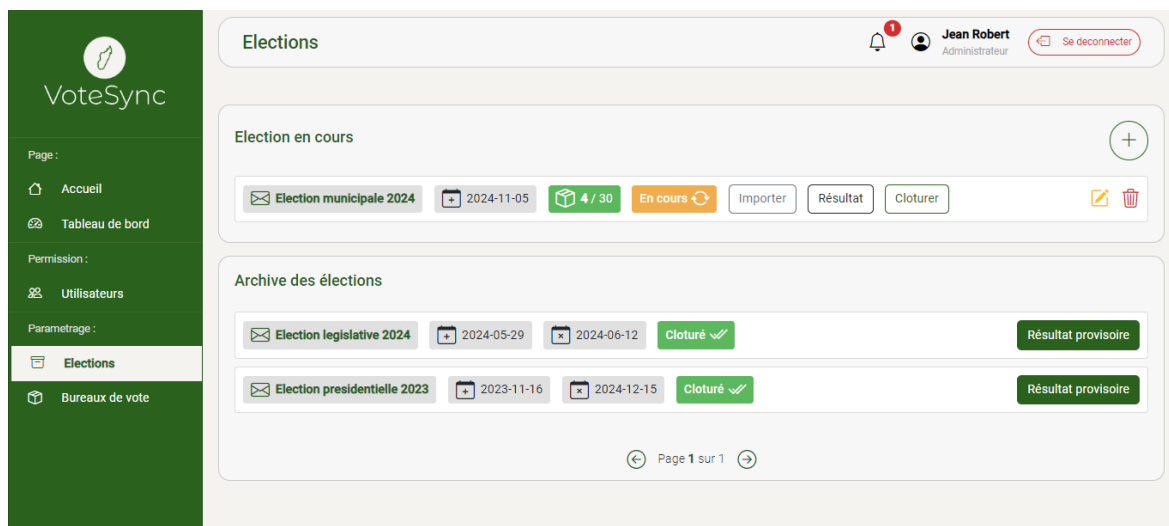 VoteSync
Page :
Accueil
Tableau de bord
Permission :
Utilisateurs
Parametrage :
Elections
Bureaux de vote
Elections
1
Jean Robert
Administrateur
Se deconnecter
Election en cours
Election municipale 2024 2024-11-05 4 / 30 En cours Importer Résultat Cloturer
Archive des élections
Election legislative 2024 2024-05-29 2024-06-12 Cloturé Résultat provisoire
Election presidentielle 2023 2023-11-16 2024-12-15 Cloturé Résultat provisoire
Page 1 sur 1